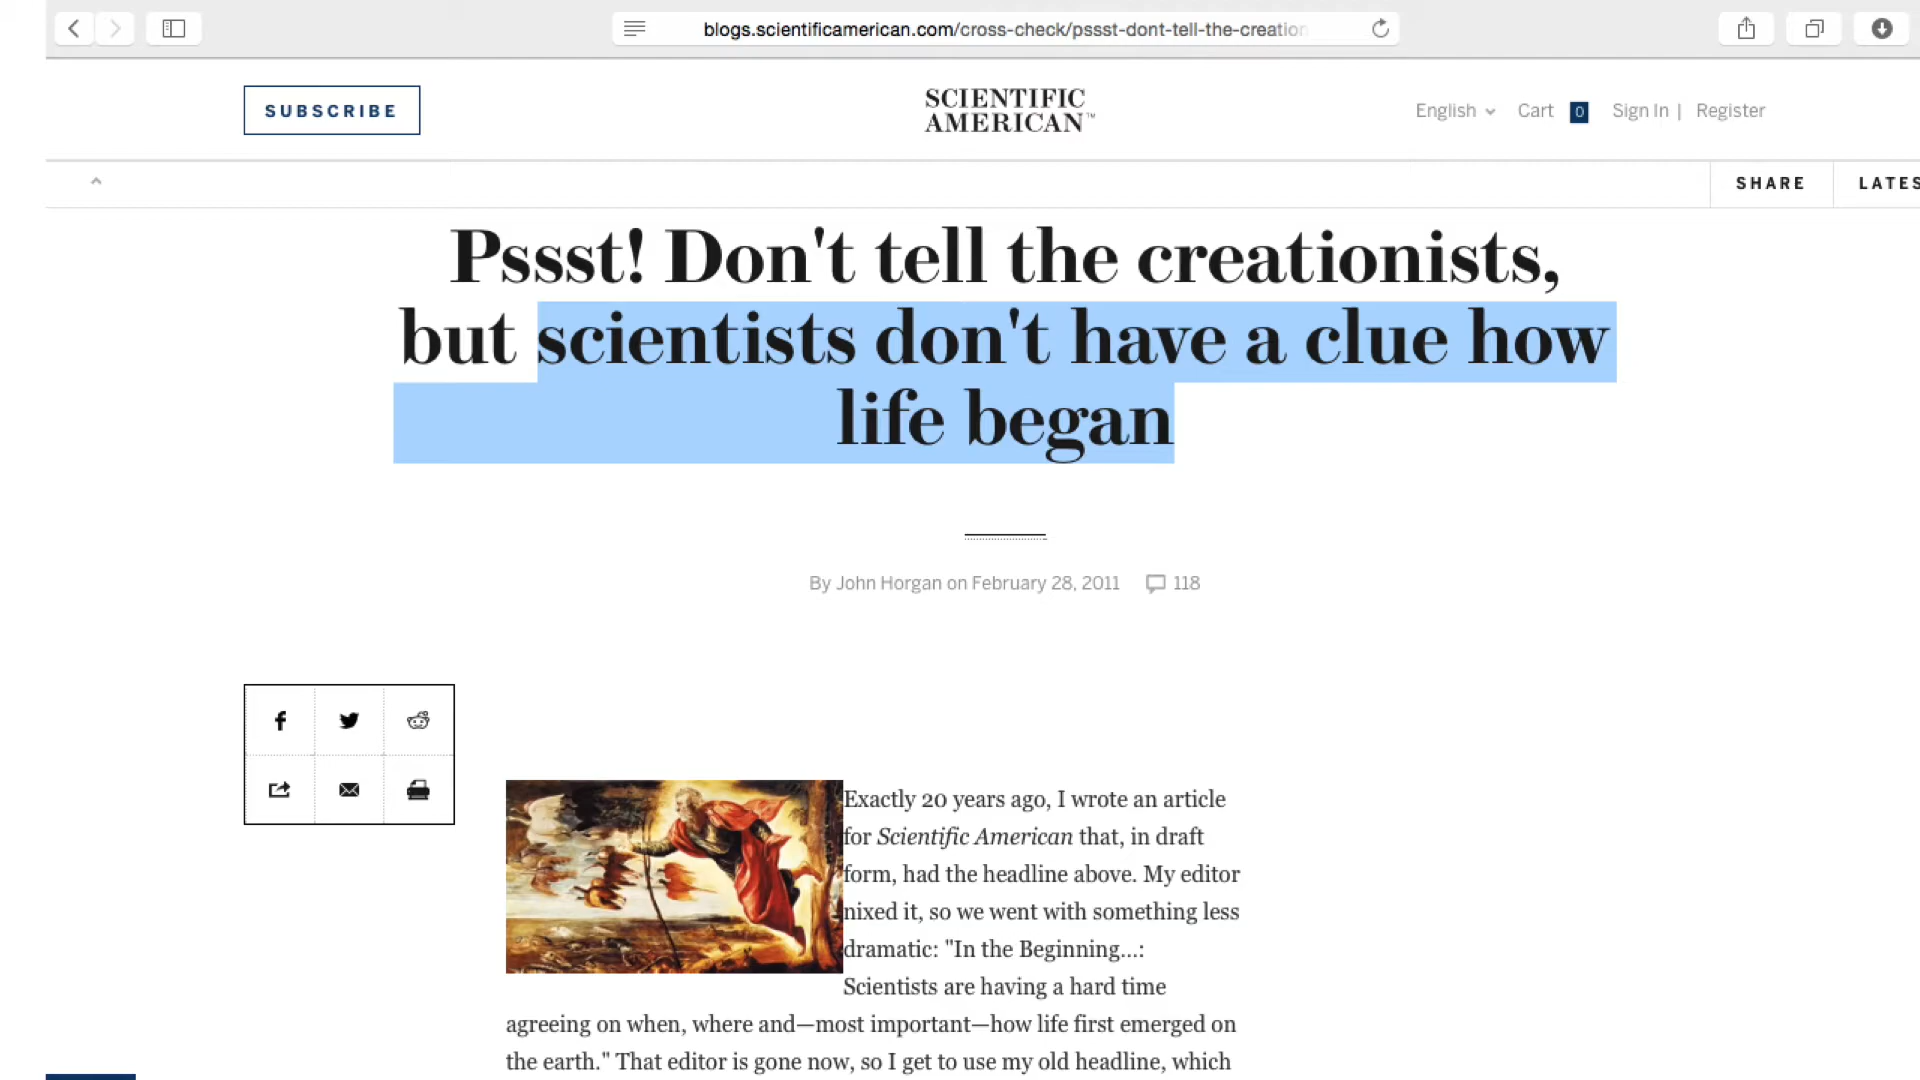 blogs.scientificamerican.com/cross-check/pssst-dont-tell-the-creation
SUBSCRIBE
SCIENTIFIC
AMERICAN™
English
Cart 0
Sign In | Register
SHARE
LATES
Pssst! Don't tell the creationists,
but scientists don't have a clue how
life began
By John Horgan on February 28, 2011 118
Exactly 20 years ago, I wrote an article
for Scientific American that, in draft
form, had the headline above. My editor
nixed it, so we went with something less
dramatic: "In the Beginning...:
Scientists are having a hard time
agreeing on when, where and—most important—how life first emerged on
the earth." That editor is gone now, so I get to use my old headline, which